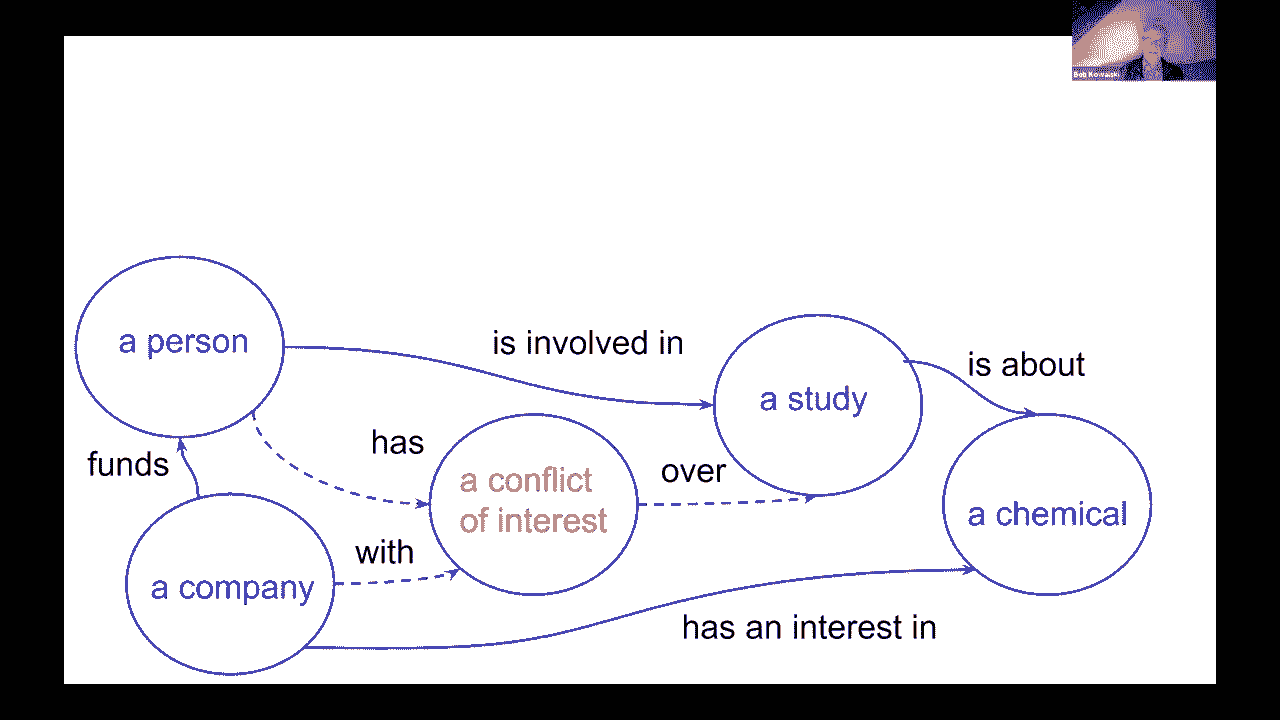 Bob Kowalski
a person
is involved in
a study
is about
has
funds
a conflict
of interest
over
a chemical
with
a company
has an interest in